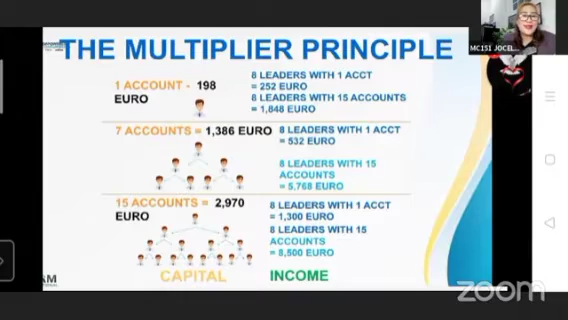 THE MULTIPLIER PRINCIPLE
1 ACCOUNT - 198
EURO
8 LEADERS WITH 1 ACCT
= 252 EURO
8 LEADERS WITH 15 ACCOUNTS
= 1,848 EURO
7 ACCOUNTS = 1,386 EURO
8 LEADERS WITH 1 ACCT
= 532 EURO
8 LEADERS WITH 15
ACCOUNTS
= 5,768 EURO
15 ACCOUNTS = 2,970
EURO
8 LEADERS WITH 1 ACCT
= 1,300 EURO
8 LEADERS WITH 15
ACCOUNTS
= 8,500 EURO
CAPITAL
INCOME
MC151 JOCEL...
zoom